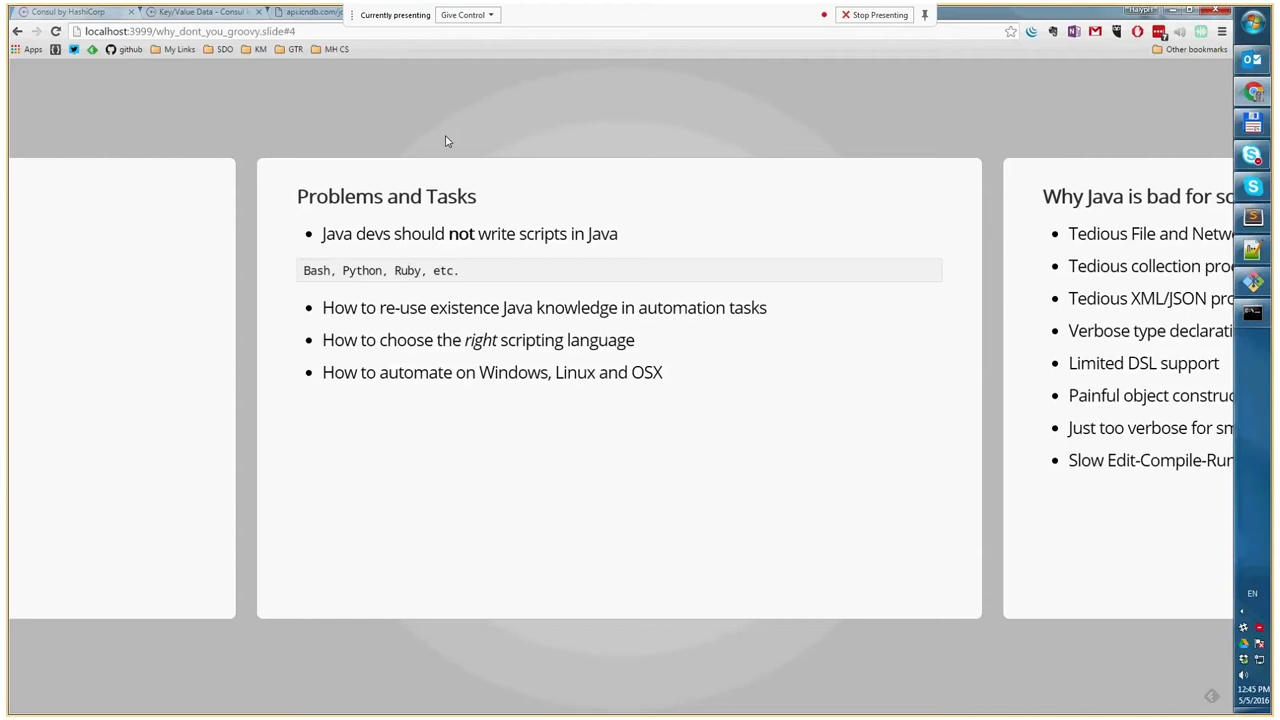 Consul by HashiCorp
Key/Value Data - Consul
api.icndb.com/jo
Currently presenting
Give Control
Stop Presenting
localhost:3999/why_dont_you_groovy.slide#4
Apps
github
My Links
SDO
KM
GTR
MH CS
Other bookmarks
Problems and Tasks
Java devs should not write scripts in Java
Bash, Python, Ruby, etc.
How to re-use existence Java knowledge in automation tasks
How to choose the right scripting language
How to automate on Windows, Linux and OSX
Why Java is bad for sc
Tedious File and Netw
Tedious collection pro
Tedious XML/JSON pro
Verbose type declarati
Limited DSL support
Painful object construc
Just too verbose for sm
Slow Edit-Compile-Run
EN
12:45 PM
5/5/2016